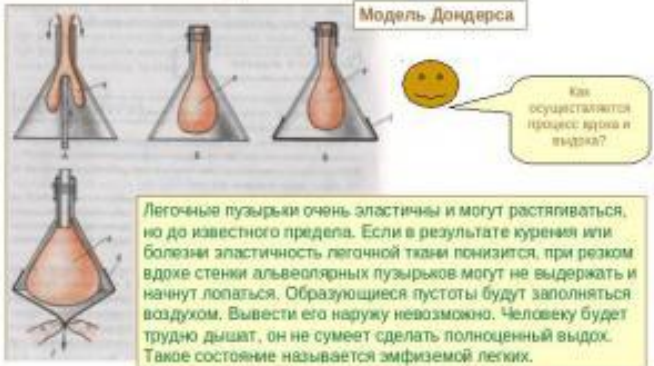 Модель Дондерса
Как
осуществляются
процесс вдоха и
выдоха?
Легочные пузырьки очень эластичны и могут растягиваться,
но до известного предела. Если в результате курения или
болезни эластичность легочной ткани понизится, при резком
вдохе стенки альвеолярных пузырьков могут не выдержать и
начнут лопаться. Образующиеся пустоты будут заполняться
воздухом. Вывести его наружу невозможно. Человеку будет
трудно дышат, он не сумеет сделать полноценный выдох.
Такое состояние называется эмфиземой легких.